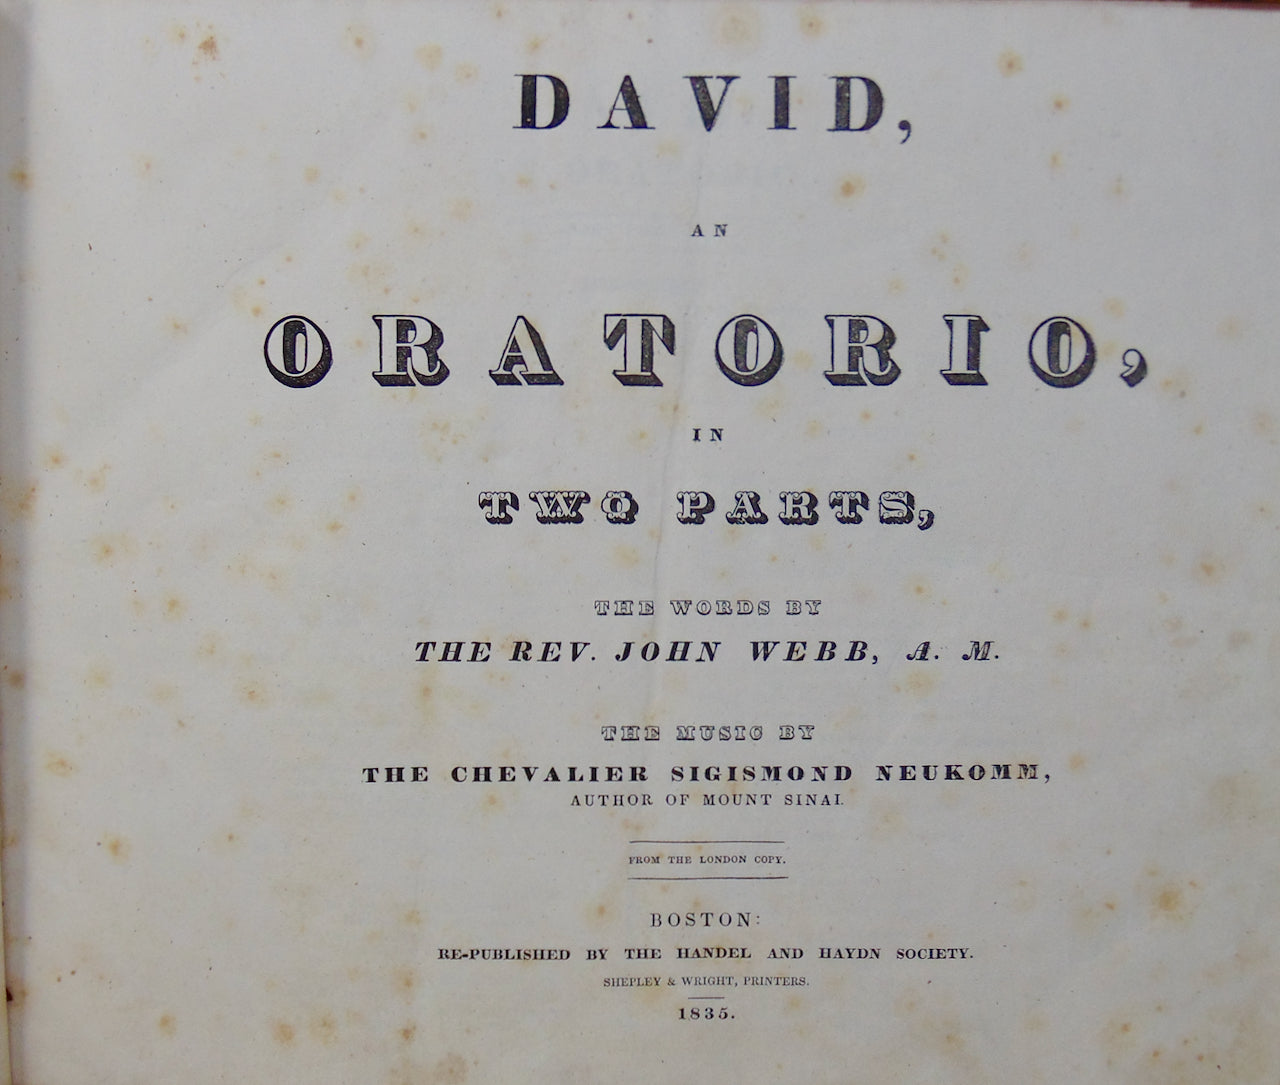 DAVID,
AN
ORATORIO,
IN
TWO PARTS,
THE WORDS BY
THE REV. JOHN WEBB, A. M.
THE MUSIC BY
THE CHEVALIER SIGISMOND NEUKOMM,
AUTHOR OF MOUNT SINAI.
FROM THE LONDON COPY.
BOSTON:
RE-PUBLISHED BY THE HANDEL AND HAYDN SOCIETY.
SHEPLEY & WRIGHT, PRINTERS.
1835.